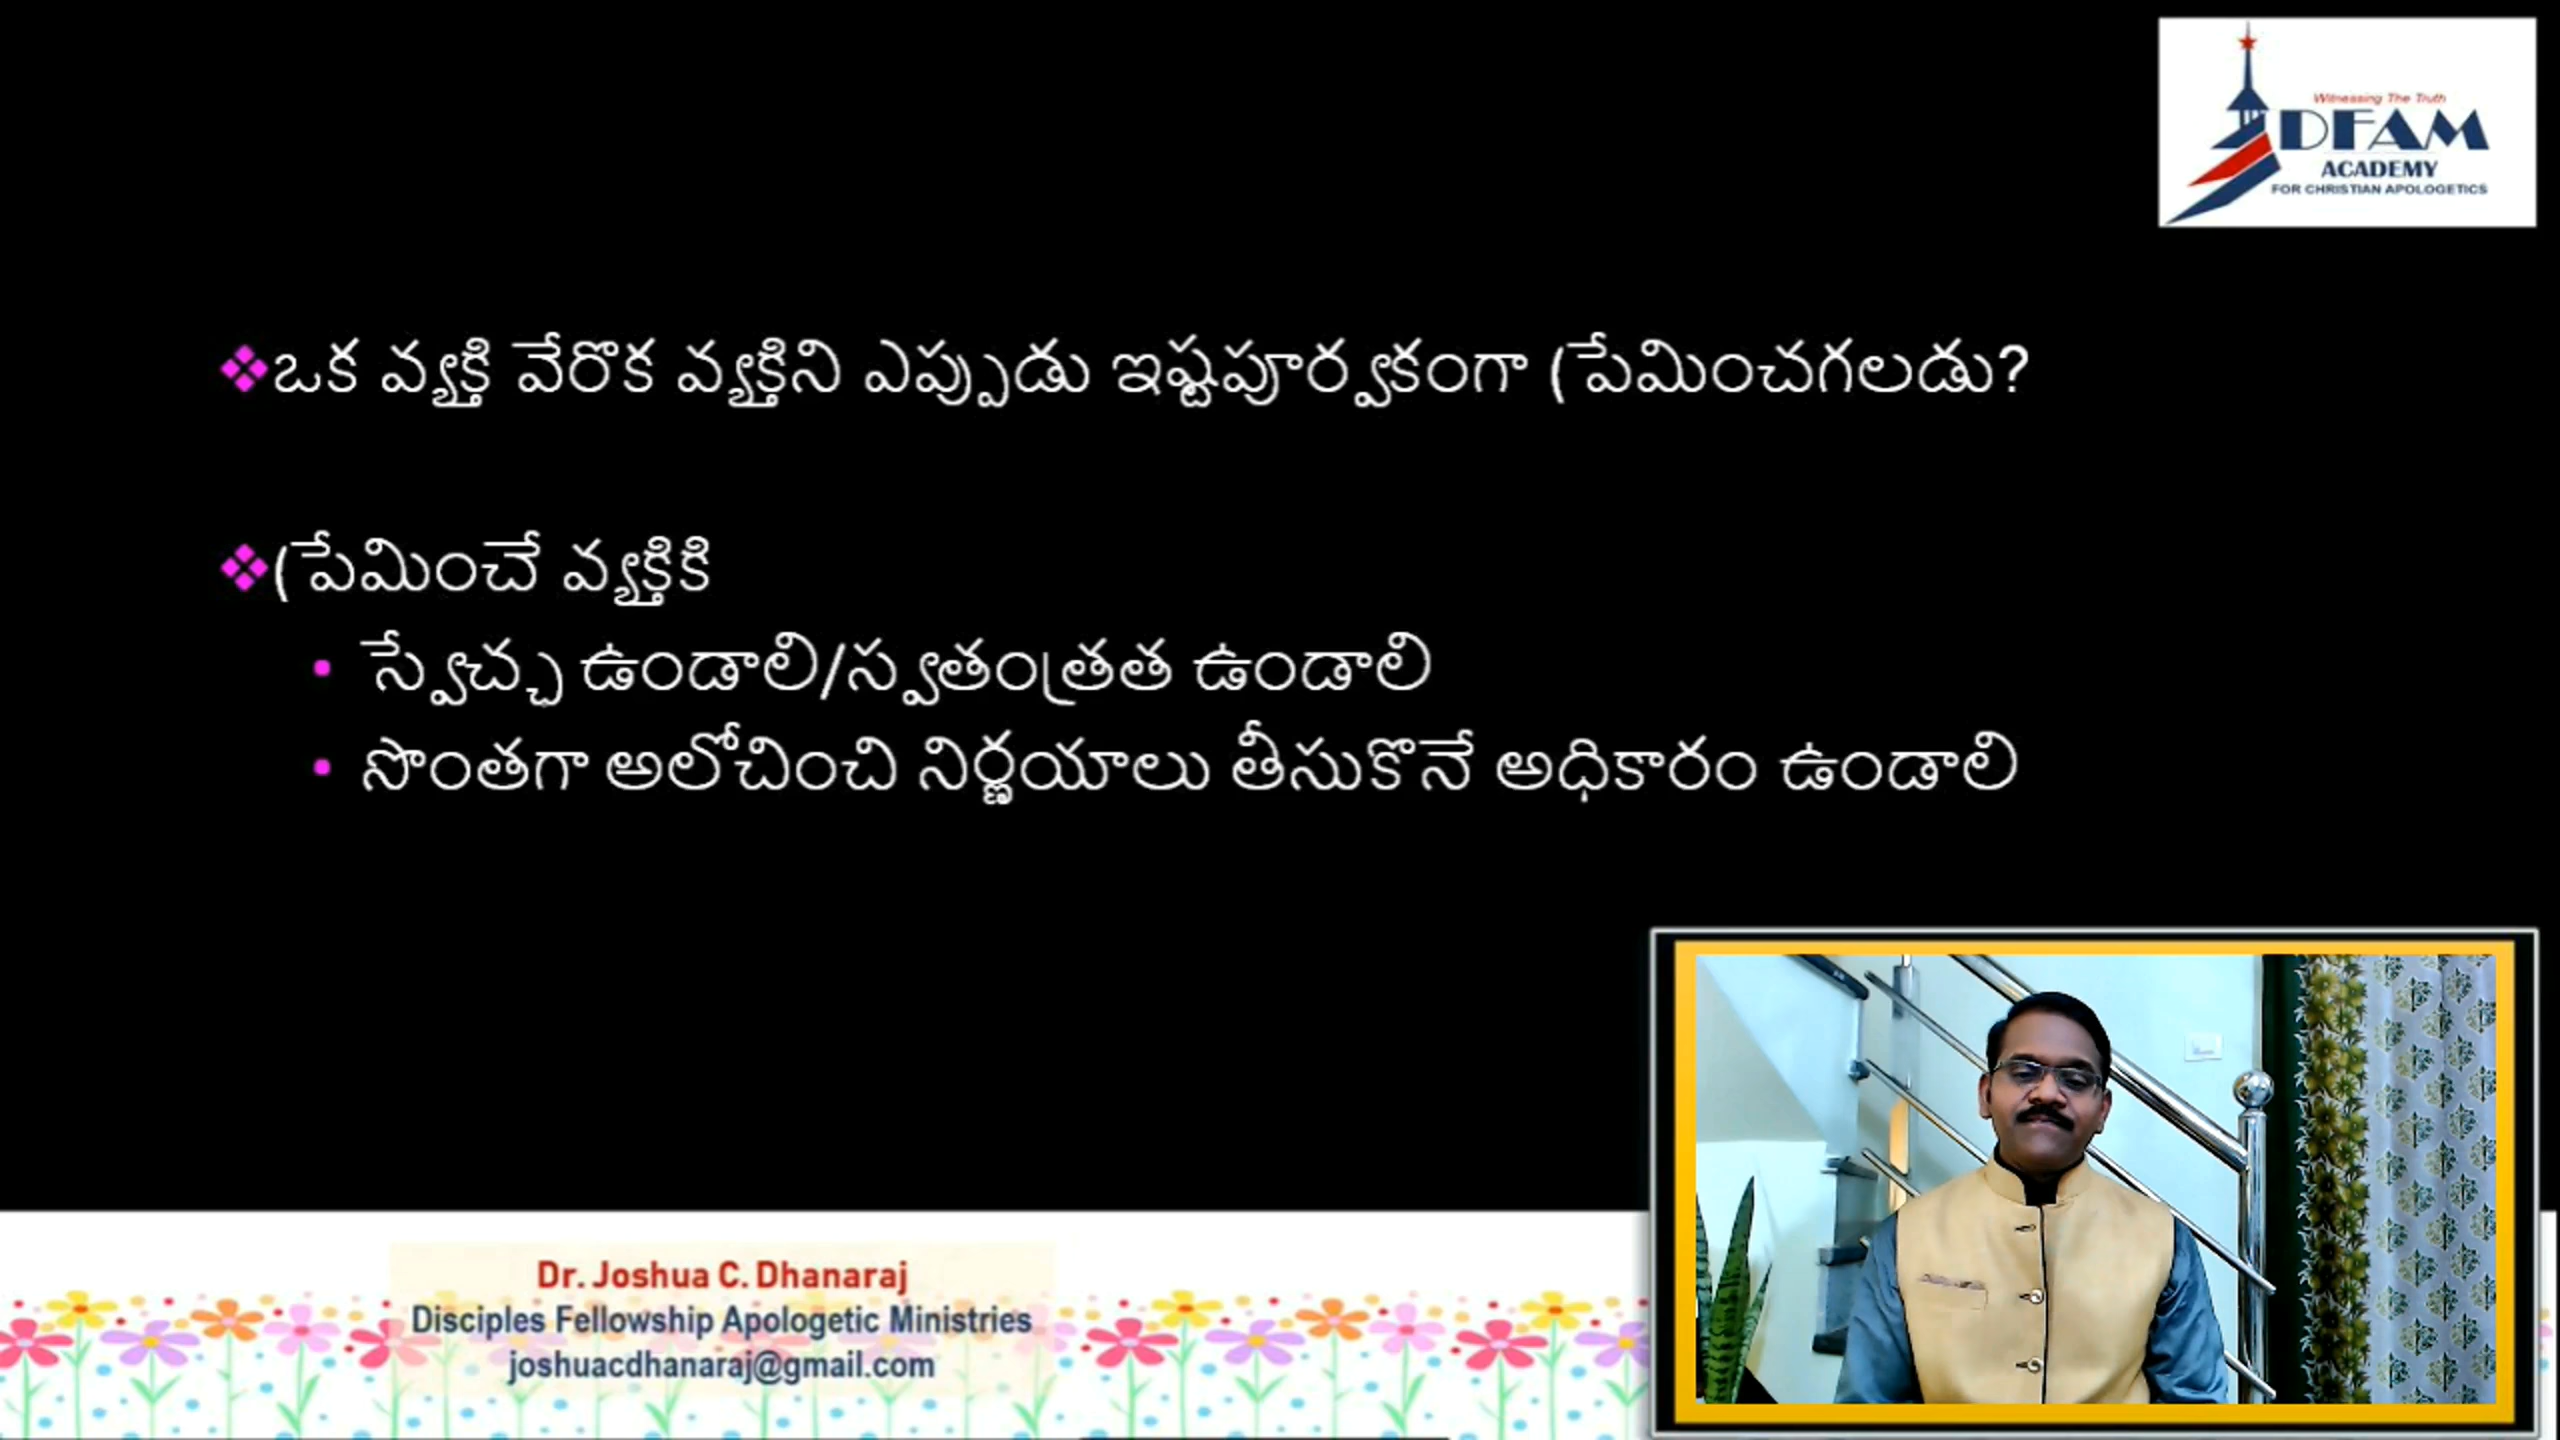 Witnessing The Truth
DFAM
ACADEMY
FOR CHRISTIAN APOLOGETICS
❖ఒక వ్యక్తి వేరొక వ్యక్తిని ఎప్పుడు ఇష్టపూర్వకంగా ప్రేమించగలడు?
❖ప్రేమించే వ్యక్తికి
• స్వేచ్ఛ ఉండాలి/స్వతంత్రత ఉండాలి
• సొంతగా అలోచించి నిర్ణయాలు తీసుకొనే అధికారం ఉండాలి
Dr. Joshua C. Dhanaraj
Disciples Fellowship Apologetic Ministries
joshuacdhanaraj@gmail.com